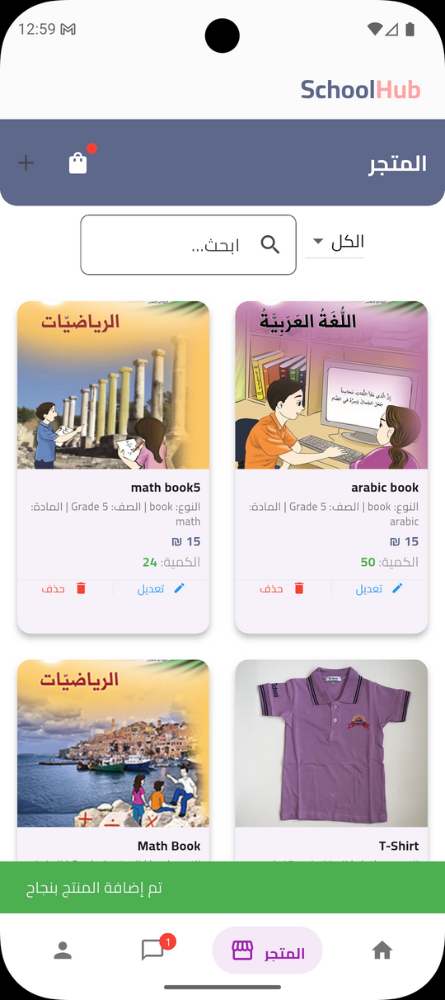 12:59
SchoolHub
المتجر
الكل
ابحث...
اللُّغَةُ العَرَبِيَّةُ
الرياضيّات
arabic book
النوع: book | الصف: Grade 5 | المادة:
arabic
15 ₪
الكمية: 50
تعديل
حذف
math book5
النوع: book | الصف: Grade 5 | المادة:
math
15 ₪
الكمية: 24
تعديل
حذف
School
T-Shirt
الرياضيّات
Math Book
تم إضافة المنتج بنجاح
المتجر
1